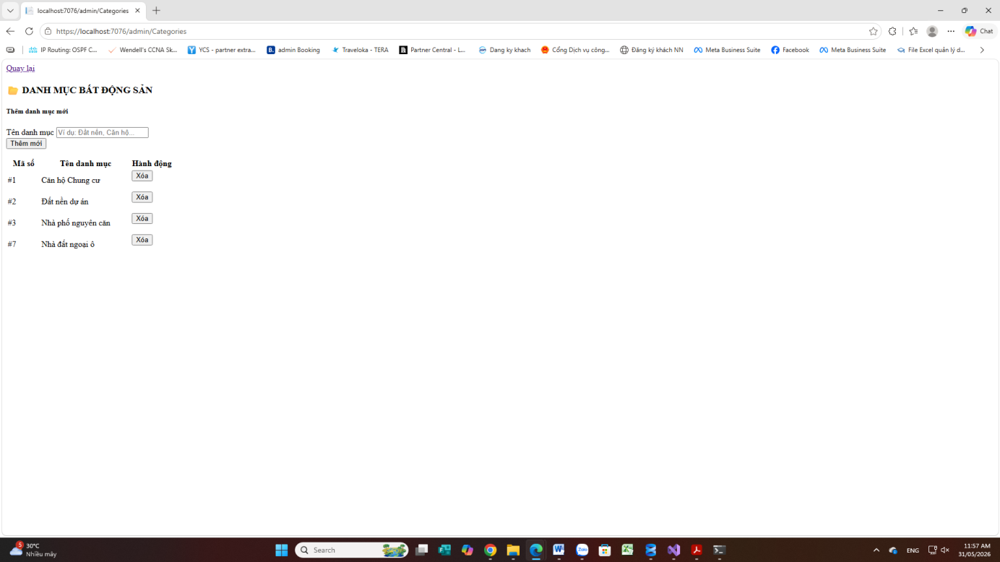 localhost:7076/admin/Categories
https://localhost:7076/admin/Categories
Chat
IP Routing: OSPF C... Wendell's CCNA Sk... YCS - partner extra... admin Booking Traveloka - TERA Partner Central - L... Dang ky khach Cổng Dịch vụ công... Đăng ký khách NN Meta Business Suite Facebook Meta Business Suite File Excel quản lý d...
Quay lại
DANH MỤC BẤT ĐỘNG SẢN
Thêm danh mục mới
Tên danh mục Ví dụ: Đất nền, Căn hộ...
Thêm mới
Mã số Tên danh mục Hành động
#1 Căn hộ Chung cư Xóa
#2 Đất nền dự án Xóa
#3 Nhà phố nguyên căn Xóa
#7 Nhà đất ngoại ô Xóa
5 30°C
Nhiều mây
Search
Zalo
ENG
11:57 AM
31/05/2026